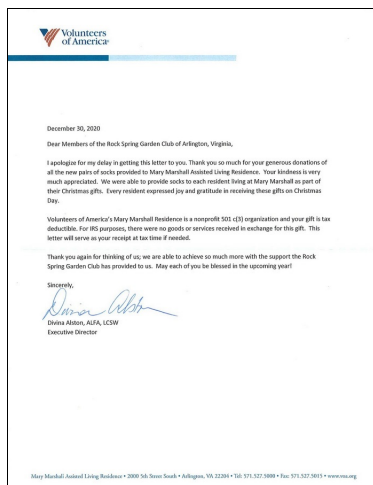 Volunteers
of America®
December 30, 2020
Dear Members of the Rock Spring Garden Club of Arlington, Virginia,
I apologize for my delay in getting this letter to you. Thank you so much for your generous donations of
all the new pairs of socks provided to Mary Marshall Assisted Living Residence. Your kindness is very
much appreciated. We were able to provide socks to each resident living at Mary Marshall as part of
their Christmas gifts. Every resident expressed joy and gratitude in receiving these gifts on Christmas
Day.
Volunteers of America's Mary Marshall Residence is a nonprofit 501 c(3) organization and your gift is tax
deductible. For IRS purposes, there were no goods or services received in exchange for this gift. This
letter will serve as your receipt at tax time if needed.
Thank you again for thinking of us; we are able to achieve so much more with the support the Rock
Spring Garden Club has provided to us. May each of you be blessed in the upcoming year!
Sincerely,
Divina Alston
Divina Alston, ALFA, LCSW
Executive Director
Mary Marshall Assisted Living Residence • 2000 5th Street South • Arlington, VA 22204 • Tel: 571.527.5000 • Fax: 571.527.5015 • www.voa.org